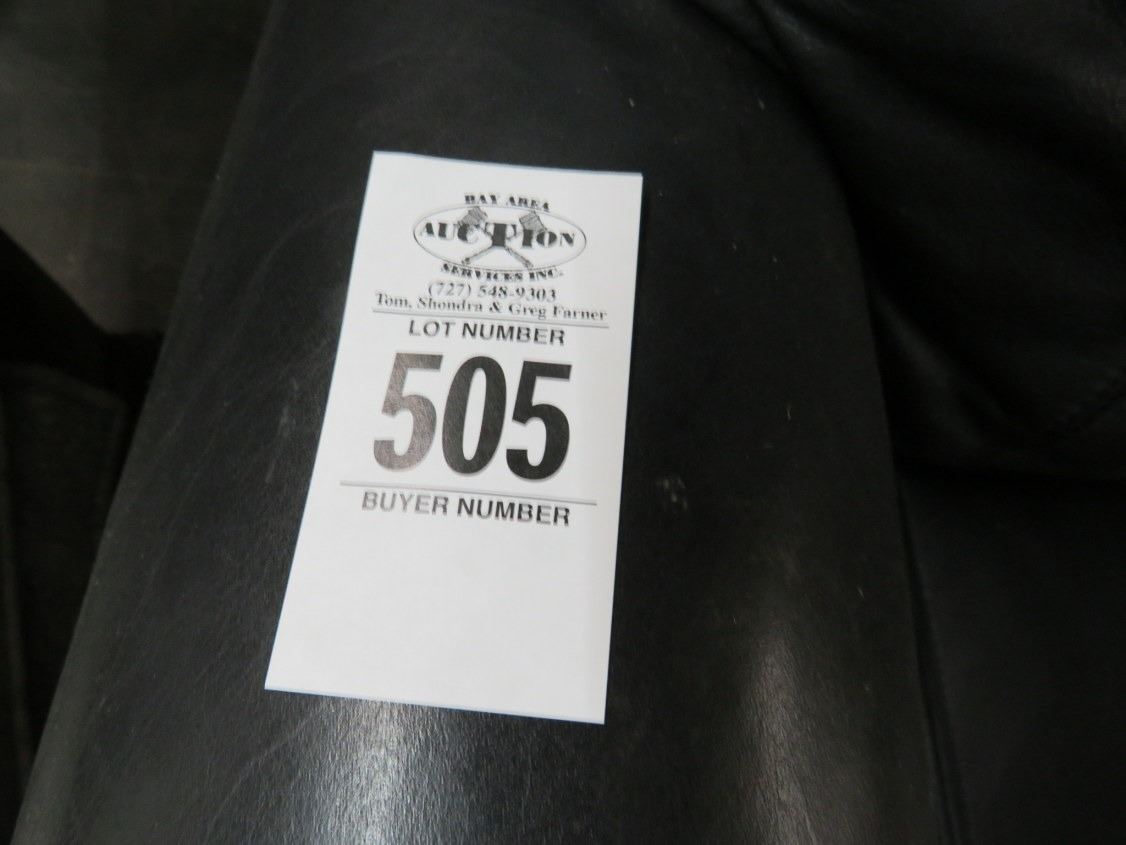 BAY AREA
AUCTION
SERVICES INC.
(727) 548-9303
Tom, Shondra & Greg Farner
LOT NUMBER
505
BUYER NUMBER